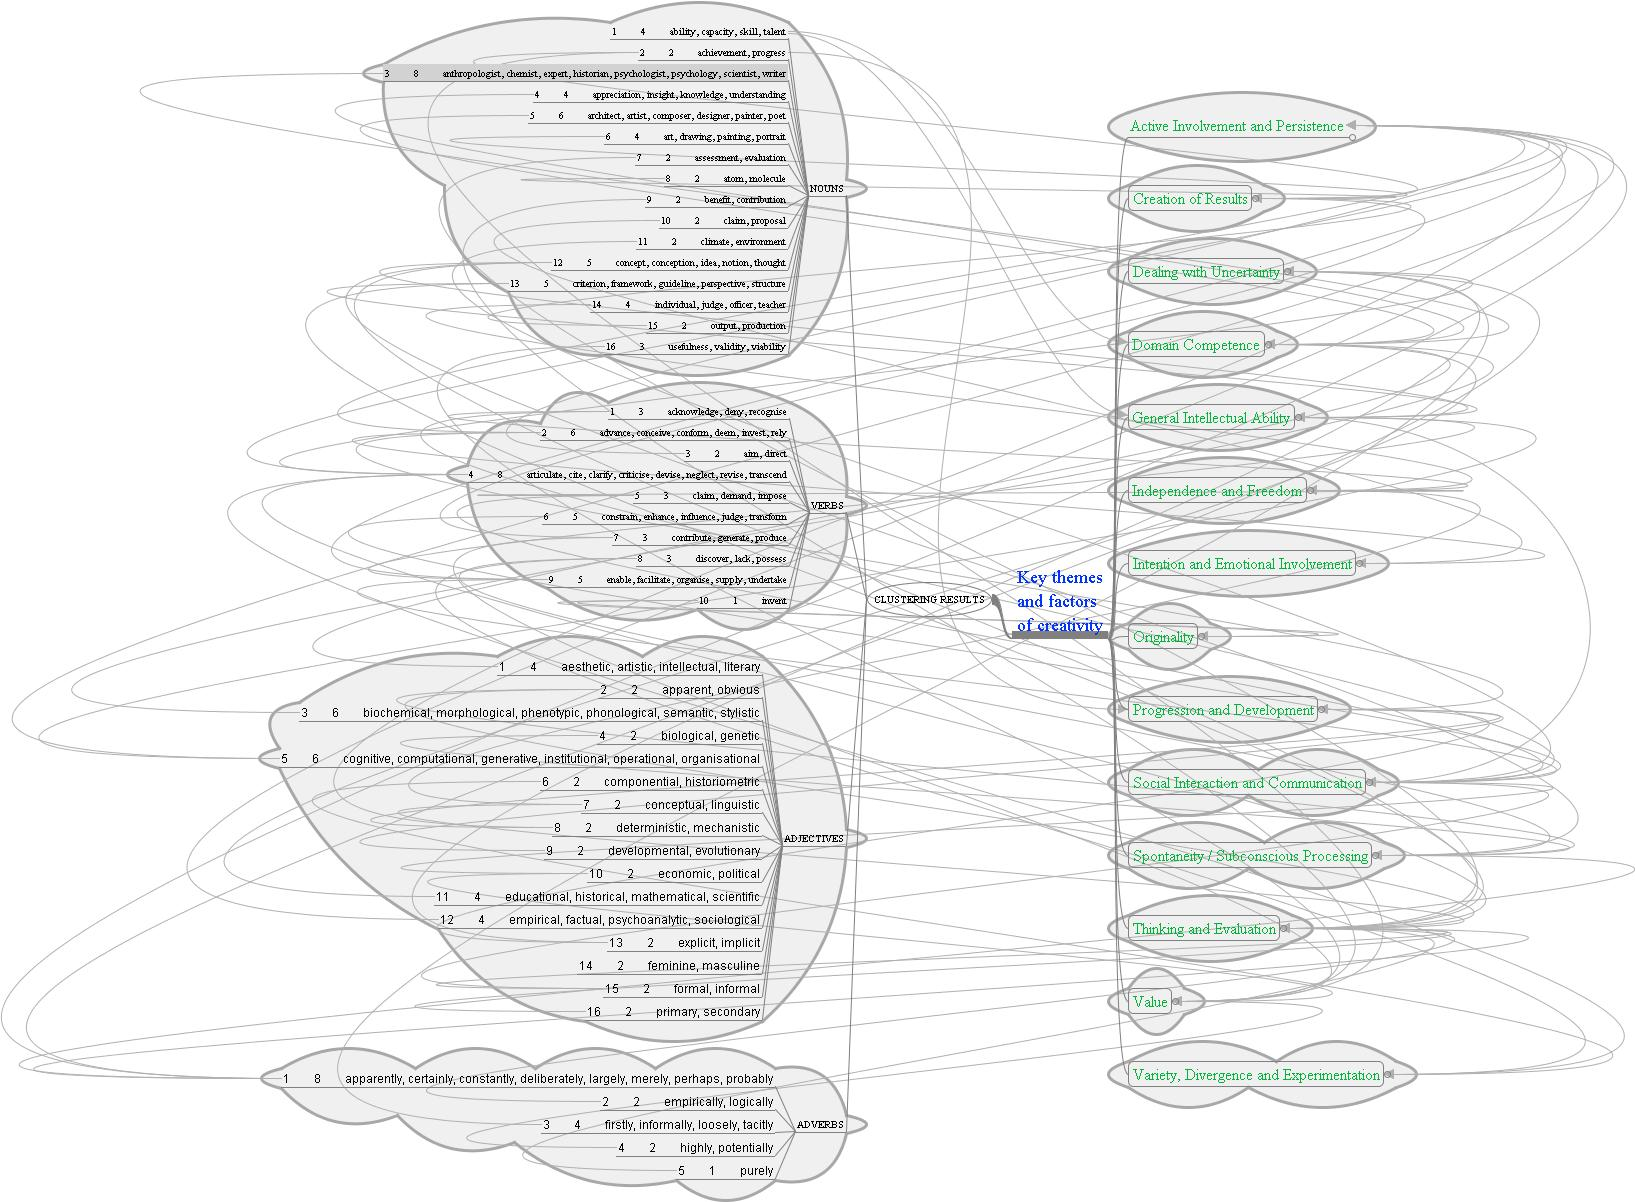 1 4 ability, capacity, skill, talent
2 2 achievement, progress
3 8 anthropologist, chemist, expert, historian, psychologist, psychology, scientist, writer
4 4 appreciation, insight, knowledge, understanding
5 6 architect, artist, composer, designer, painter, poet
6 4 art, drawing, painting, portrait
7 2 assessment, evaluation
8 2 atom, molecule
9 2 benefit, contribution
10 2 claim, proposal
11 2 climate, environment
12 5 concept, conception, idea, notion, thought
13 5 criterion, framework, guideline, perspective, structure
14 4 individual, judge, officer, teacher
15 2 output, production
16 3 usefulness, validity, viability
NOUNS
1 3 acknowledge, deny, recognise
2 6 advance, conceive, conform, deem, invest, rely
3 2 aim, direct
4 8 articulate, cite, clarify, criticise, devise, neglect, revise, transcend
5 3 claim, demand, impose
6 5 constrain, enhance, influence, judge, transform
7 3 contribute, generate, produce
8 3 discover, lack, possess
9 5 enable, facilitate, organise, supply, undertake
10 1 invent
VERBS
1 4 aesthetic, artistic, intellectual, literary
2 2 apparent, obvious
3 6 biochemical, morphological, phenotypic, phonological, semantic, stylistic
4 2 biological, genetic
5 6 cognitive, computational, generative, institutional, operational, organisational
6 2 componential, historiometric
7 2 conceptual, linguistic
8 2 deterministic, mechanistic
9 2 developmental, evolutionary
10 2 economic, political
11 4 educational, historical, mathematical, scientific
12 4 empirical, factual, psychoanalytic, sociological
13 2 explicit, implicit
14 2 feminine, masculine
15 2 formal, informal
16 2 primary, secondary
ADJECTIVES
1 8 apparently, certainly, constantly, deliberately, largely, merely, perhaps, probably
2 2 empirically, logically
3 4 firstly, informally, loosely, tacitly
4 2 highly, potentially
5 1 purely
ADVERBS
CLUSTERING RESULTS
Key themes
and factors
of creativity
Active Involvement and Persistence
Creation of Results
Dealing with Uncertainty
Domain Competence
General Intellectual Ability
Independence and Freedom
Intention and Emotional Involvement
Originality
Progression and Development
Social Interaction and Communication
Spontaneity / Subconscious Processing
Thinking and Evaluation
Value
Variety, Divergence and Experimentation